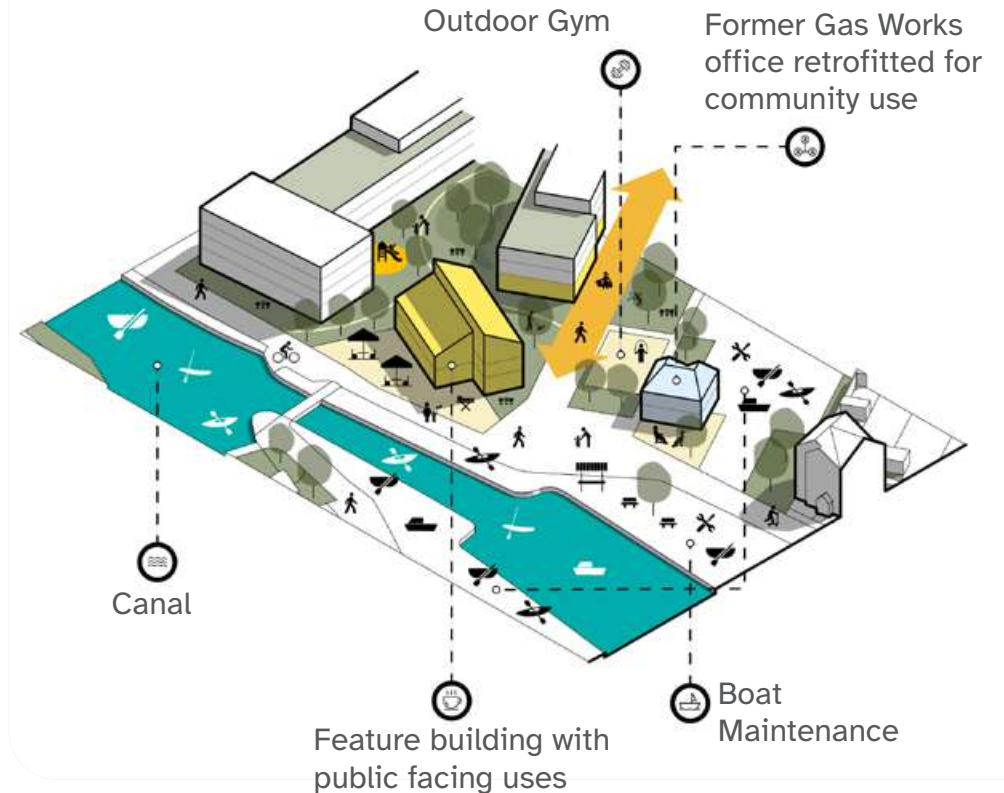 Outdoor Gym
Former Gas Works
office retrofitted for
community use
Canal
Feature building with
public facing uses
Boat
Maintenance